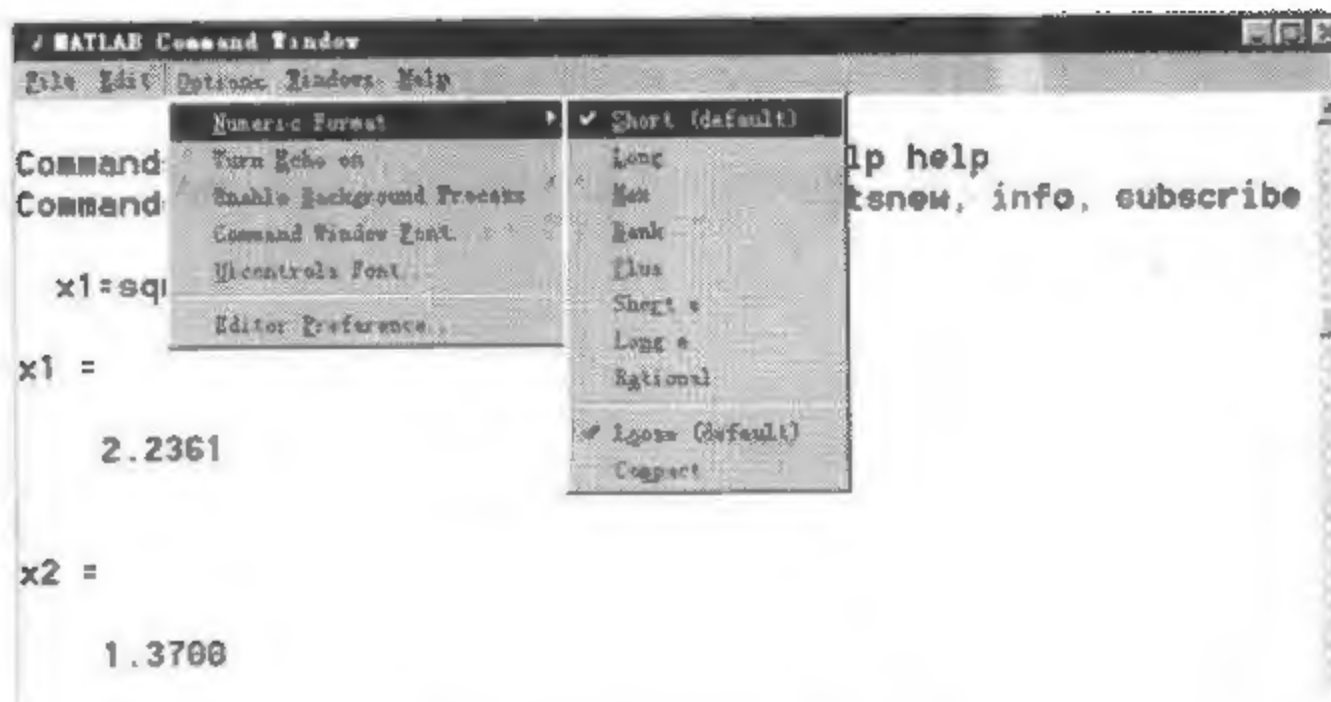 MATLAB Command Window
File Edit Options Windows Help
Numeric Format
Turn Echo on
Enable Background Process
Command Window Font...
Uicontrols Font...
Editor Preference...
Short (default)
Long
Hex
Bank
Plus
Short e
Long e
Rational
Loose (default)
Compact
Command lp help
Command tsnew, info, subscribe
x1=sq
x1 =
2.2361
x2 =
1.3700